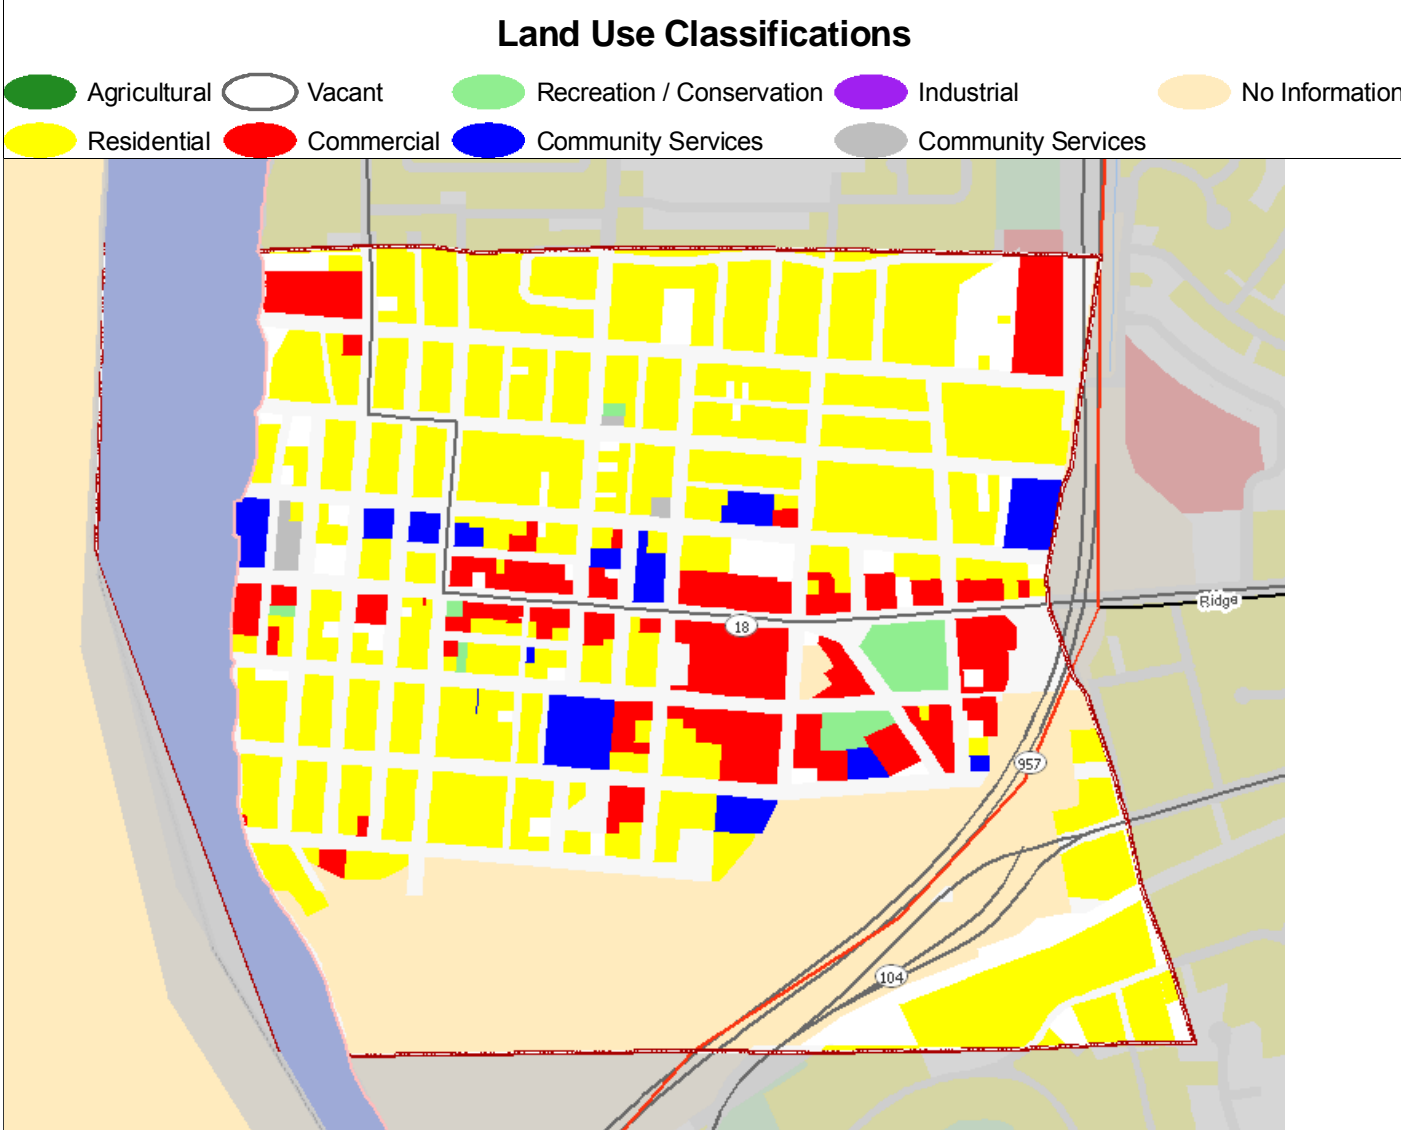 Land Use Classifications
Agricultural Vacant Recreation / Conservation Industrial No Information
Residential Commercial Community Services Community Services
Ridge
18
957
104